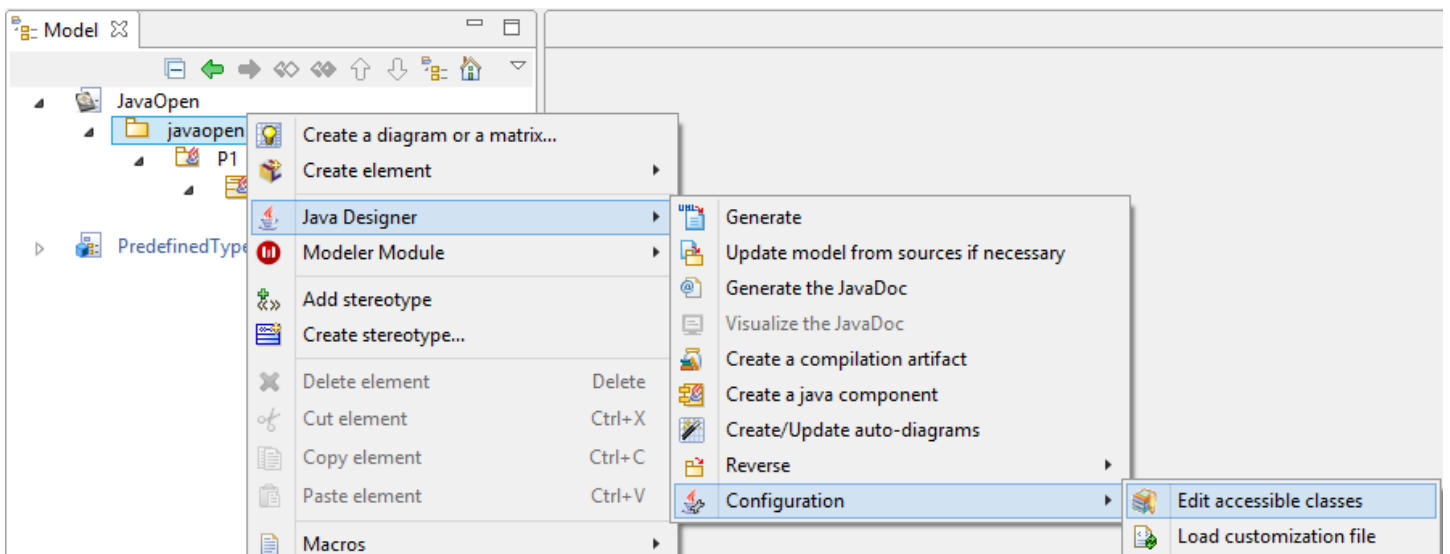 Model
JavaOpen
javaopen
P1
PredefinedType
Create a diagram or a matrix...
Create element
Java Designer
Modeler Module
Add stereotype
Create stereotype...
Delete element Delete
Cut element Ctrl+X
Copy element Ctrl+C
Paste element Ctrl+V
Macros
Generate
Update model from sources if necessary
Generate the JavaDoc
Visualize the JavaDoc
Create a compilation artifact
Create a java component
Create/Update auto-diagrams
Reverse
Configuration
Edit accessible classes
Load customization file